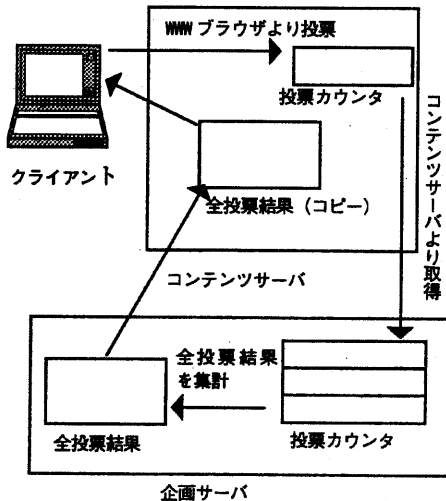 WWW ブラウザより投票
投票カウンタ
クライアント
全投票結果（コピー）
コンテンツサーバより取得
コンテンツサーバ
全投票結果
を集計
全投票結果
投票カウンタ
企画サーバ